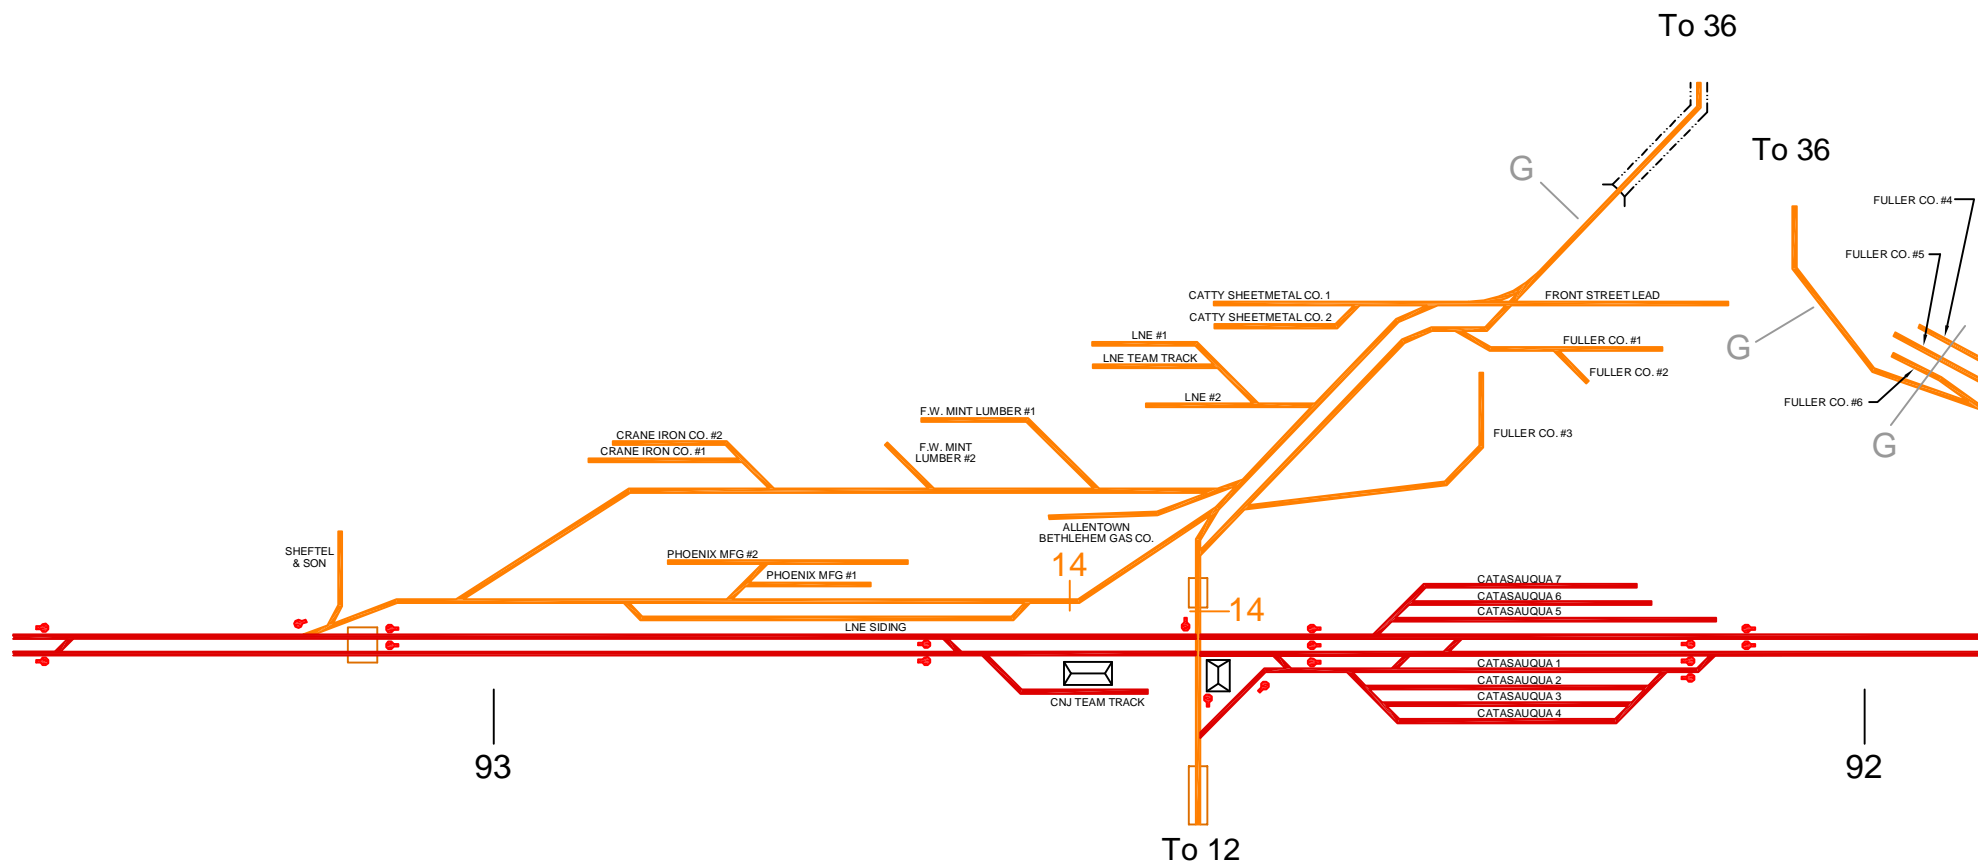 To 36
To 36
G
FULLER CO. #4
FULLER CO. #5
G
FULLER CO. #6
G
CATTY SHEETMETAL CO. 1
FRONT STREET LEAD
CATTY SHEETMETAL CO. 2
LNE #1
FULLER CO. #1
LNE TEAM TRACK
FULLER CO. #2
LNE #2
F.W. MINT LUMBER #1
FULLER CO. #3
CRANE IRON CO. #2
CRANE IRON CO. #1
F.W. MINT
LUMBER #2
ALLENTOWN
BETHLEHEM GAS CO.
SHEFTEL
& SON
PHOENIX MFG #2
PHOENIX MFG #1
14
14
LNE SIDING
CATASAUQUA 7
CATASAUQUA 6
CATASAUQUA 5
CATASAUQUA 1
CATASAUQUA 2
CATASAUQUA 3
CATASAUQUA 4
CNJ TEAM TRACK
93
92
To 12